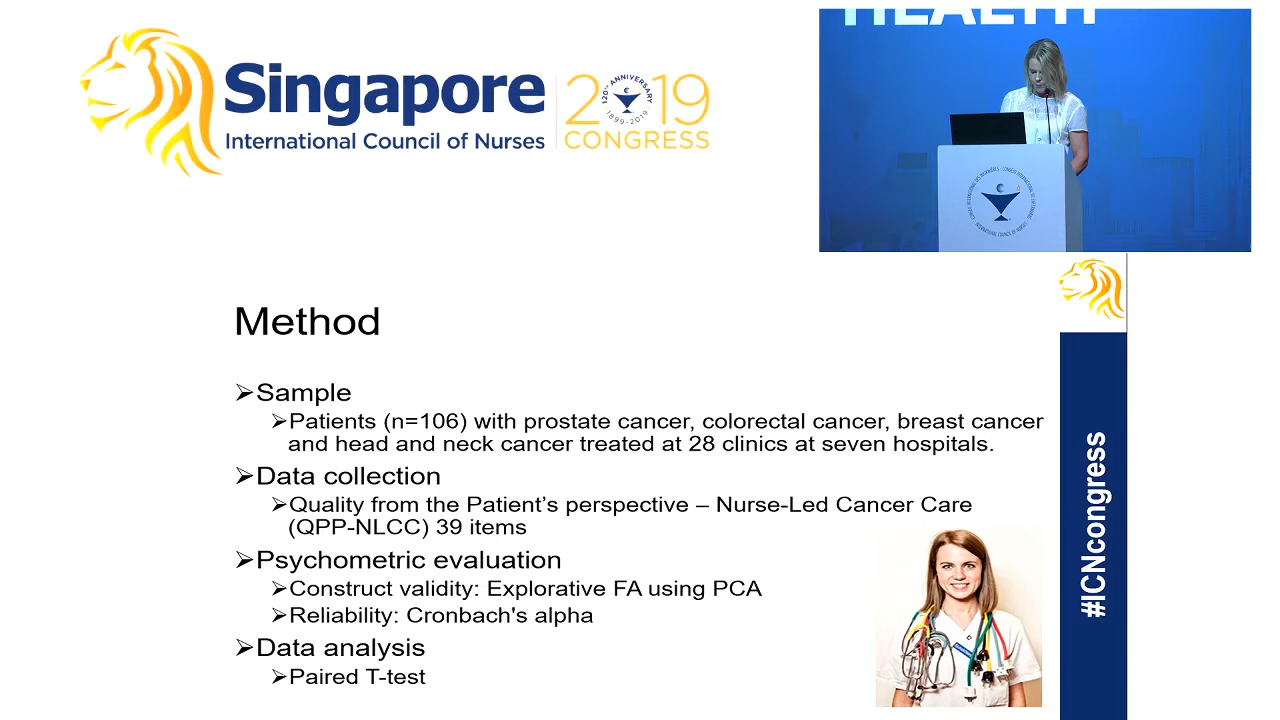 HEALTH
Singapore
International Council of Nurses
2019
CONGRESS
120TH ANNIVERSARY
1899-2019
Method
➢Sample
➢Patients (n=106) with prostate cancer, colorectal cancer, breast cancer
and head and neck cancer treated at 28 clinics at seven hospitals.
➢Data collection
➢Quality from the Patient’s perspective – Nurse-Led Cancer Care
(QPP-NLCC) 39 items
➢Psychometric evaluation
➢Construct validity: Explorative FA using PCA
➢Reliability: Cronbach's alpha
➢Data analysis
➢Paired T-test
#ICNcongress